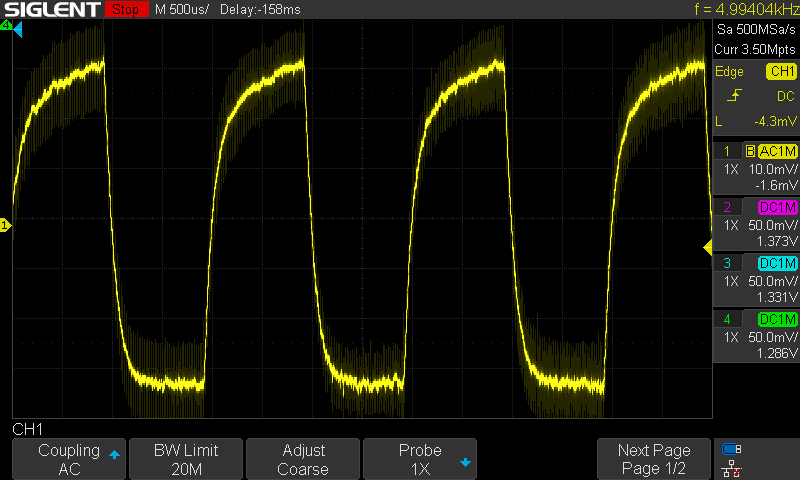 SIGLENT Stop M 500us/ Delay:-158ms f = 4.99404kHz
Sa 500MSa/s
Curr 3.50Mpts
Edge CH1
DC
L -4.3mV
1 B AC1M
1X 10.0mV/
-1.6mV
2 DC1M
1X 50.0mV/
1.373V
3 DC1M
1X 50.0mV/
1.331V
4 DC1M
1X 50.0mV/
1.286V
4
1
CH1
Coupling
AC
BW Limit
20M
Adjust
Coarse
Probe
1X
Next Page
Page 1/2